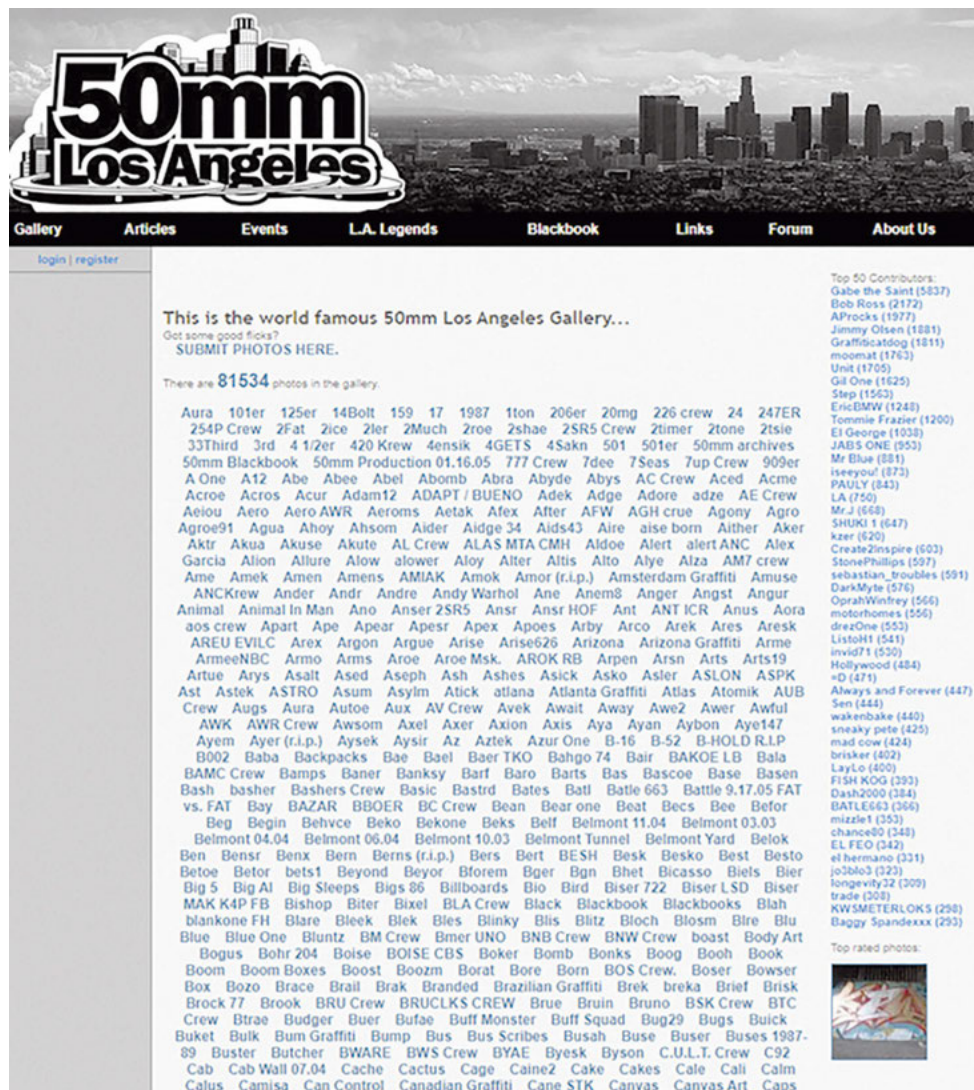 50mm
Los Angeles
Gallery Articles Events L.A. Legends Blackbook Links Forum About Us
login | register
This is the world famous 50mm Los Angeles Gallery...
Got some good flicks?
SUBMIT PHOTOS HERE.
There are 81534 photos in the gallery.
Aura 101er 125er 14Bolt 159 17 1987 1ton 206er 20mg 226 crew 24 247ER
254P Crew 2Fat 2ice 2ler 2Much 2roe 2shae 2SR5 Crew 2timer 2tone 2tsie
33Third 3rd 4 1/2er 420 Krew 4ensik 4GETS 4Sakn 501 501er 50mm archives
50mm Blackbook 50mm Production 01.16.05 777 Crew 7dee 7Seas 7up Crew 909er
A One A12 Abe Abee Abel Abomb Abra Abyde Abys AC Crew Aced Acme
Acroe Acros Acur Adam12 ADAPT / BUENO Adek Adge Adore adze AE Crew
Aeiou Aero Aero AWR Aeroms Aetak Afex After AFW AGH crue Agony Agro
Agroe91 Agua Ahoy Ahsom Aider Aidge 34 Aids43 Aire aise born Aither Aker
Aktr Akua Akuse Akute AL Crew ALAS MTA CMH Aldoe Alert alert ANC Alex
Garcia Alion Allure Alow alower Aloy Alter Altis Alto Alye Alza AM7 crew
Ame Amek Amen Amens AMIAK Amok Amor (r.i.p.) Amsterdam Graffiti Amuse
ANCKrew Ander Andr Andre Andy Warhol Ane Anem8 Anger Angst Angur
Animal Animal In Man Ano Anser 2SR5 Ansr Ansr HOF Ant ANT ICR Anus Aora
aos crew Apart Ape Apear Apesr Apex Apoes Arby Arco Arek Ares Aresk
AREU EVILC Arex Argon Argue Arise Arise626 Arizona Arizona Graffiti Arme
ArmeeNBC Armo Arms Aroe Aroe Msk. AROK RB Arpen Arsn Arts Arts19
Artue Arys Asalt Ased Aseph Ash Ashes Asick Asko Asler ASLON ASPK
Ast Astek ASTRO Asum Asylm Atick atlana Atlanta Graffiti Atlas Atomik AUB
Crew Augs Aura Autoe Aux AV Crew Avek Await Away Awe2 Awer Awful
AWK AWR Crew Awsom Axel Axer Axion Axis Aya Ayan Aybon Aye147
Ayem Ayer (r.i.p.) Aysek Aysir Az Aztek Azur One B-16 B-52 B-HOLD R.I.P
B002 Baba Backpacks Bae Bael Baer TKO Bahgo 74 Bair BAKOE LB Bala
BAMC Crew Bamps Baner Banksy Barf Baro Barts Bas Bascoe Base Basen
Bash basher Bashers Crew Basic Bastrd Bates Batl Batle 663 Battle 9.17.05 FAT
vs. FAT Bay BAZAR BBOER BC Crew Bean Bear one Beat Becs Bee Befor
Beg Begin Behvce Beko Bekone Beks Belf Belmont 11.04 Belmont 03.03
Belmont 04.04 Belmont 06.04 Belmont 10.03 Belmont Tunnel Belmont Yard Belok
Ben Bensr Benx Bern Berns (r.i.p.) Bers Bert BESH Besk Besko Best Besto
Betoe Betor bets1 Beyond Beyor Bforem Bger Bgn Bhet Bicasso Biels Bier
Big 5 Big Al Big Sleeps Bigs 86 Billboards Bio Bird Biser 722 Biser LSD Biser
MAK K4P FB Bishop Biter Bixel BLA Crew Black Blackbook Blackbooks Blah
blankone FH Blare Bleek Blek Bles Blinky Blis Blitz Bloch Blosm Blre Blu
Blue Blue One Bluntz BM Crew Bmer UNO BNB Crew BNW Crew boast Body Art
Bogus Bohr 204 Boise BOISE CBS Boker Bomb Bonks Boog Booh Book
Boom Boom Boxes Boost Boozm Borat Bore Born BOS Crew. Boser Bowser
Box Bozo Brace Brail Brak Branded Brazilian Graffiti Brek breka Brief Brisk
Brock 77 Brook BRU Crew BRUCLKS CREW Brue Bruin Bruno BSK Crew BTC
Crew Btrae Budger Buer Bufae Buff Monster Buff Squad Bug29 Bugs Buick
Buket Bulk Bum Graffiti Bump Bus Bus Scribes Busah Buse Buser Buses 1987-
89 Buster Butcher BWARE BWS Crew BYAE Byesk Byson C.U.L.T. Crew C92
Cab Cab Wall 07.04 Cache Cactus Cage Caine2 Cake Cakes Cale Cali Calm
Calus Camisa Can Control Canadian Graffiti Cane STK Canvas Canvas Art Caps
Top 50 Contributors:
Gabe the Saint (5837)
Bob Ross (2172)
AProcks (1977)
Jimmy Olsen (1881)
Graffiticatdog (1811)
moomat (1763)
Unit (1705)
Gil One (1625)
Step (1563)
EricBMW (1248)
Tommie Frazier (1200)
El George (1038)
JABS ONE (953)
Mr Blue (881)
iseeyou! (873)
PAULY (843)
LA (750)
Mr.J (668)
SHUKI 1 (647)
kzer (620)
Create2Inspire (603)
StonePhillips (597)
sebastian_troubles (591)
DarkMyte (576)
OprahWinfrey (566)
motorhomes (556)
drezOne (553)
ListoH1 (541)
invid71 (530)
Hollywood (484)
=D (471)
Always and Forever (447)
Sen (444)
wakenbake (440)
sneaky pete (425)
mad cow (424)
brisker (402)
LayLo (400)
FISH KOG (393)
Dash2000 (384)
BATLE663 (366)
mizzle1 (353)
chance80 (348)
EL FEO (342)
el hermano (331)
jo3blo3 (323)
longevity32 (309)
trade (308)
KWSMETERLOKS (298)
Baggy Spandexxx (293)
Top rated photos: